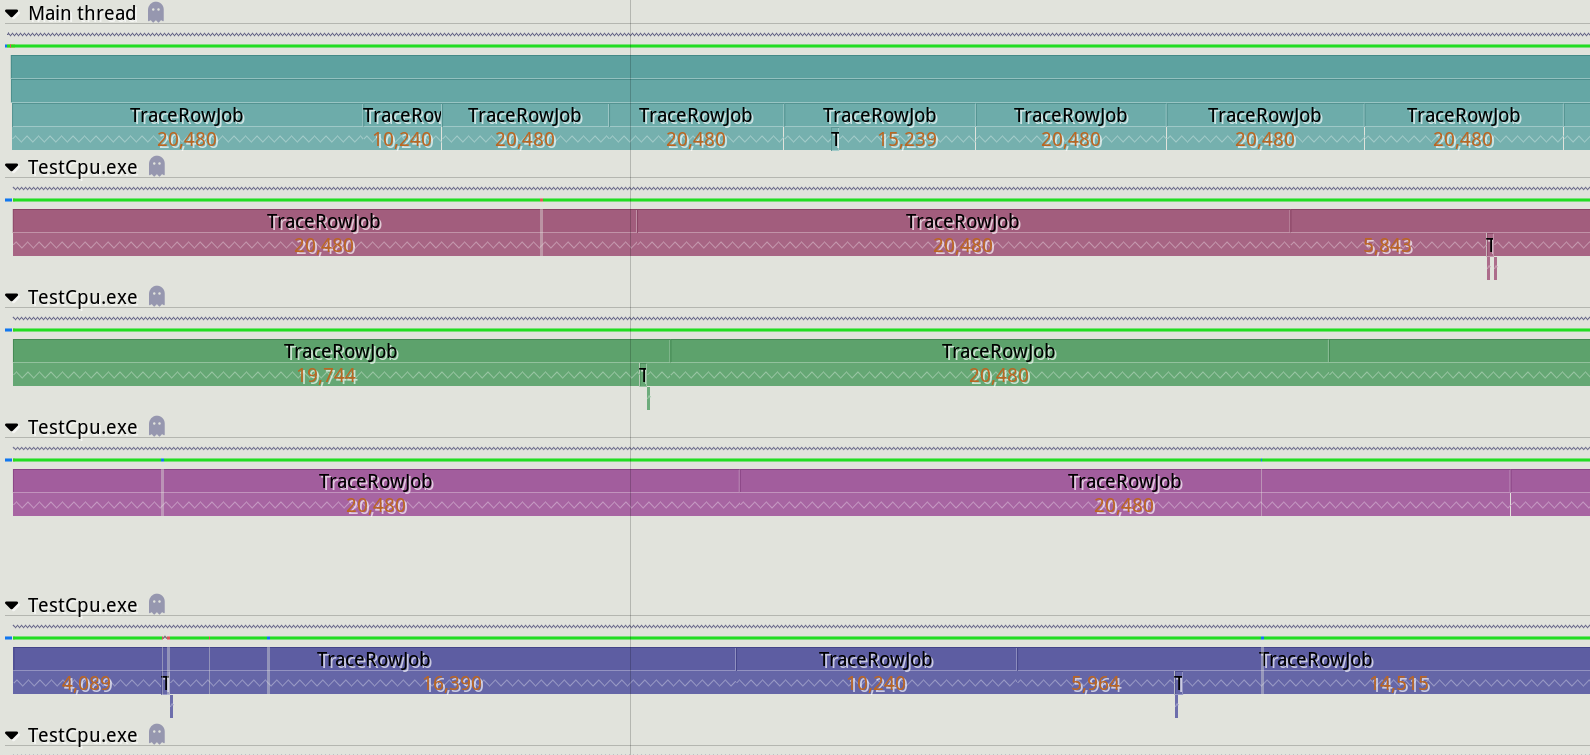 Main thread
TraceRowJob TraceRov TraceRowJob TraceRowJob TraceRowJob TraceRowJob TraceRowJob TraceRowJob
20,480 10,240 20,480 20,480 T 15,239 20,480 20,480 20,480
TestCpu.exe
TraceRowJob TraceRowJob
20,480 20,480 5,843 T
TestCpu.exe
TraceRowJob TraceRowJob
19,744 T 20,480
TestCpu.exe
TraceRowJob TraceRowJob
20,480 20,480
TestCpu.exe
TraceRowJob TraceRowJob TraceRowJob
4,089 T 16,390 10,240 5,964 T 14,515
TestCpu.exe